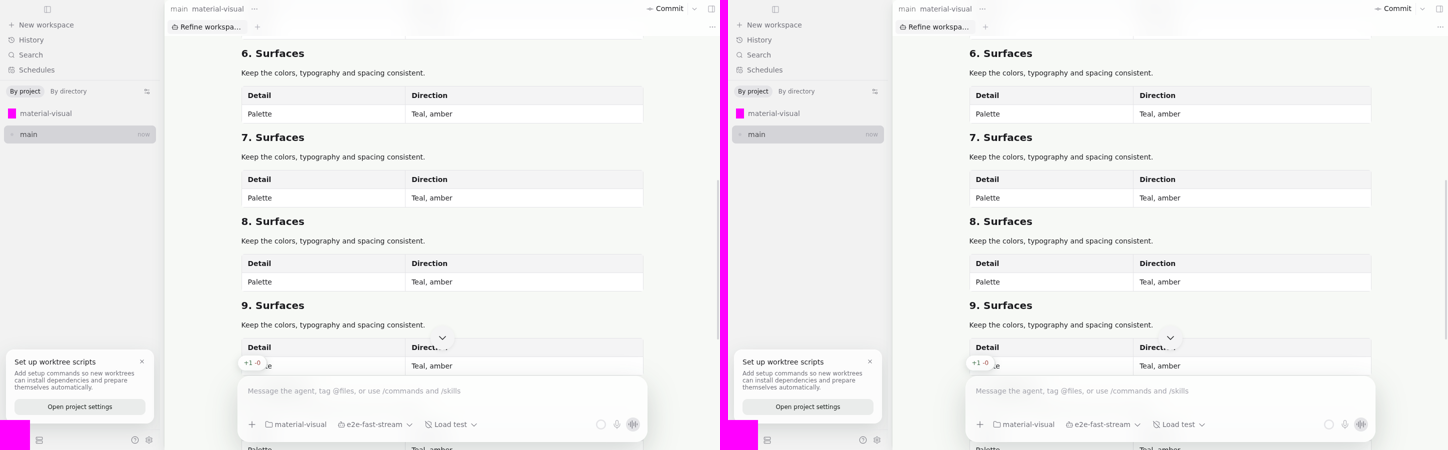 New workspace
History
Search
Schedules
By project By directory
material-visual
main now
Set up worktree scripts
Add setup commands so new worktrees
can install dependencies and prepare
themselves automatically.
Open project settings
main material-visual
Commit
Refine workspa...
6. Surfaces
Keep the colors, typography and spacing consistent.
Detail Direction
Palette Teal, amber
7. Surfaces
Keep the colors, typography and spacing consistent.
Detail Direction
Palette Teal, amber
8. Surfaces
Keep the colors, typography and spacing consistent.
Detail Direction
Palette Teal, amber
9. Surfaces
Keep the colors, typography and spacing consistent.
Detail
+1 -0
Teal, amber
Message the agent, tag @files, or use /commands and /skills
material-visual e2e-fast-stream Load test
New workspace
History
Search
Schedules
By project By directory
material-visual
main now
Set up worktree scripts
Add setup commands so new worktrees
can install dependencies and prepare
themselves automatically.
Open project settings
main material-visual
Commit
Refine workspa...
6. Surfaces
Keep the colors, typography and spacing consistent.
Detail Direction
Palette Teal, amber
7. Surfaces
Keep the colors, typography and spacing consistent.
Detail Direction
Palette Teal, amber
8. Surfaces
Keep the colors, typography and spacing consistent.
Detail Direction
Palette Teal, amber
9. Surfaces
Keep the colors, typography and spacing consistent.
Detail Direction
+1 -0
Teal, amber
Message the agent, tag @files, or use /commands and /skills
material-visual e2e-fast-stream Load test